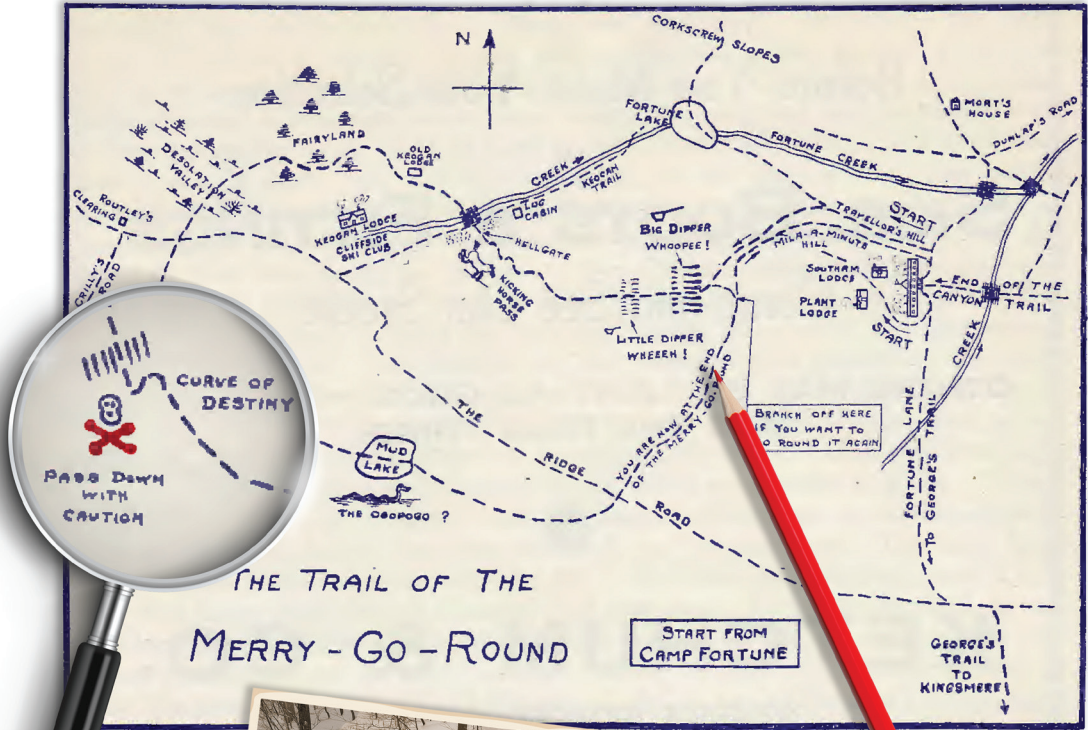 CORKSCREW SLOPES
N
FORTUNE
LAKE
MORT'S
HOUSE
DUNLAP'S ROAD
FORTUNE CREEK
FAIRYLAND
OLD
KEOGAN
LODGE
DESOLATION
VALLEY
CREEK
KEOGAN
TRAIL
LOG
CABIN
ROUTLEY'S
CLEARING
KEOGAN LODGE
CLIFFSIDE
SKI CLUB
HELLGATE
KICKING
HORSE
PASS
BIG DIPPER
WHOOPEE!
TRAVELLOR'S HILL
START
MILA-A-MINUTE
HILL
SOUTHAM
LODGE
PLANT
LODGE
START
END OF THE
CANYON TRAIL
CREEK
ROAD
LITTLE DIPPER
WHEEEH!
CURVE OF
DESTINY
PASS DOWN
WITH
CAUTION
MUD
LAKE
THE OGOPOGO ?
THE RIDGE ROAD
YOU ARE NOW AT THE END
OF THE MERRY-GO-ROUND
BRANCH OFF HERE
IF YOU WANT TO
O ROUND IT AGAIN
FORTUNE LANE
TO GEORGE'S TRAIL
THE TRAIL OF THE
MERRY-GO-ROUND
START FROM
CAMP FORTUNE
GEORGE'S
TRAIL
TO
KINGSMERE